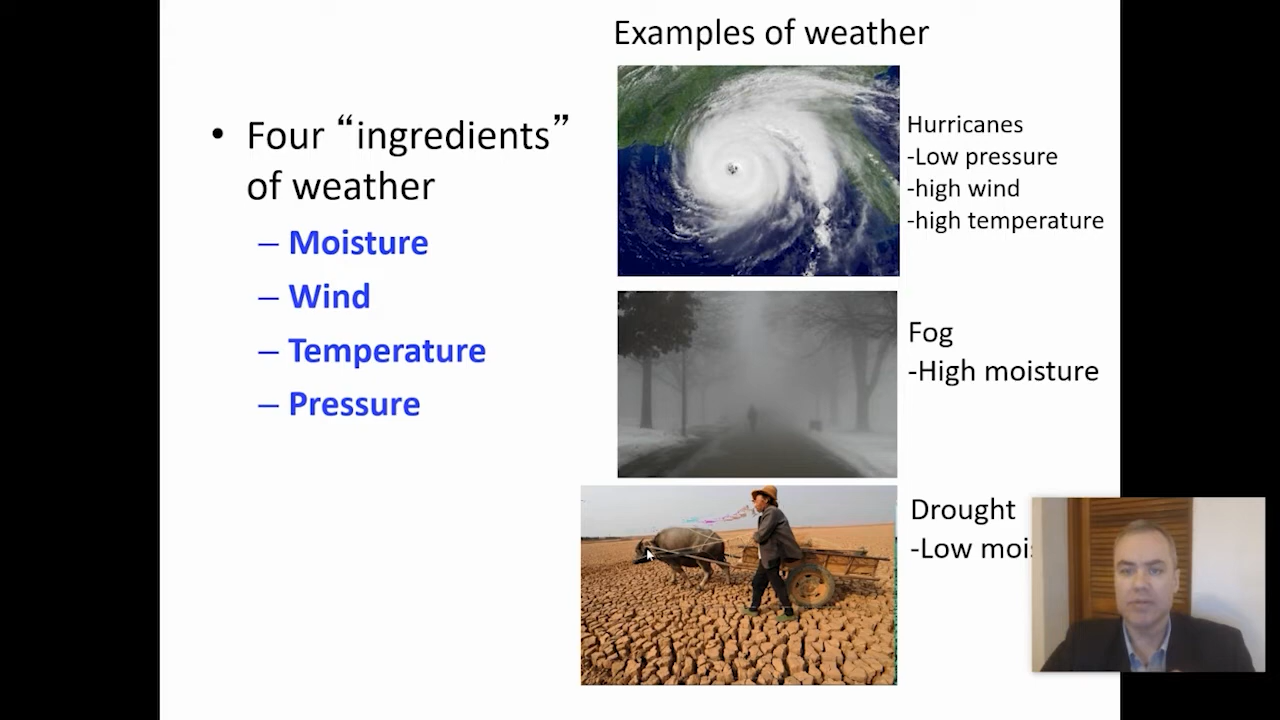 Examples of weather
• Four “ingredients”
of weather
– Moisture
– Wind
– Temperature
– Pressure
Hurricanes
-Low pressure
-high wind
-high temperature
Fog
-High moisture
Drought
-Low